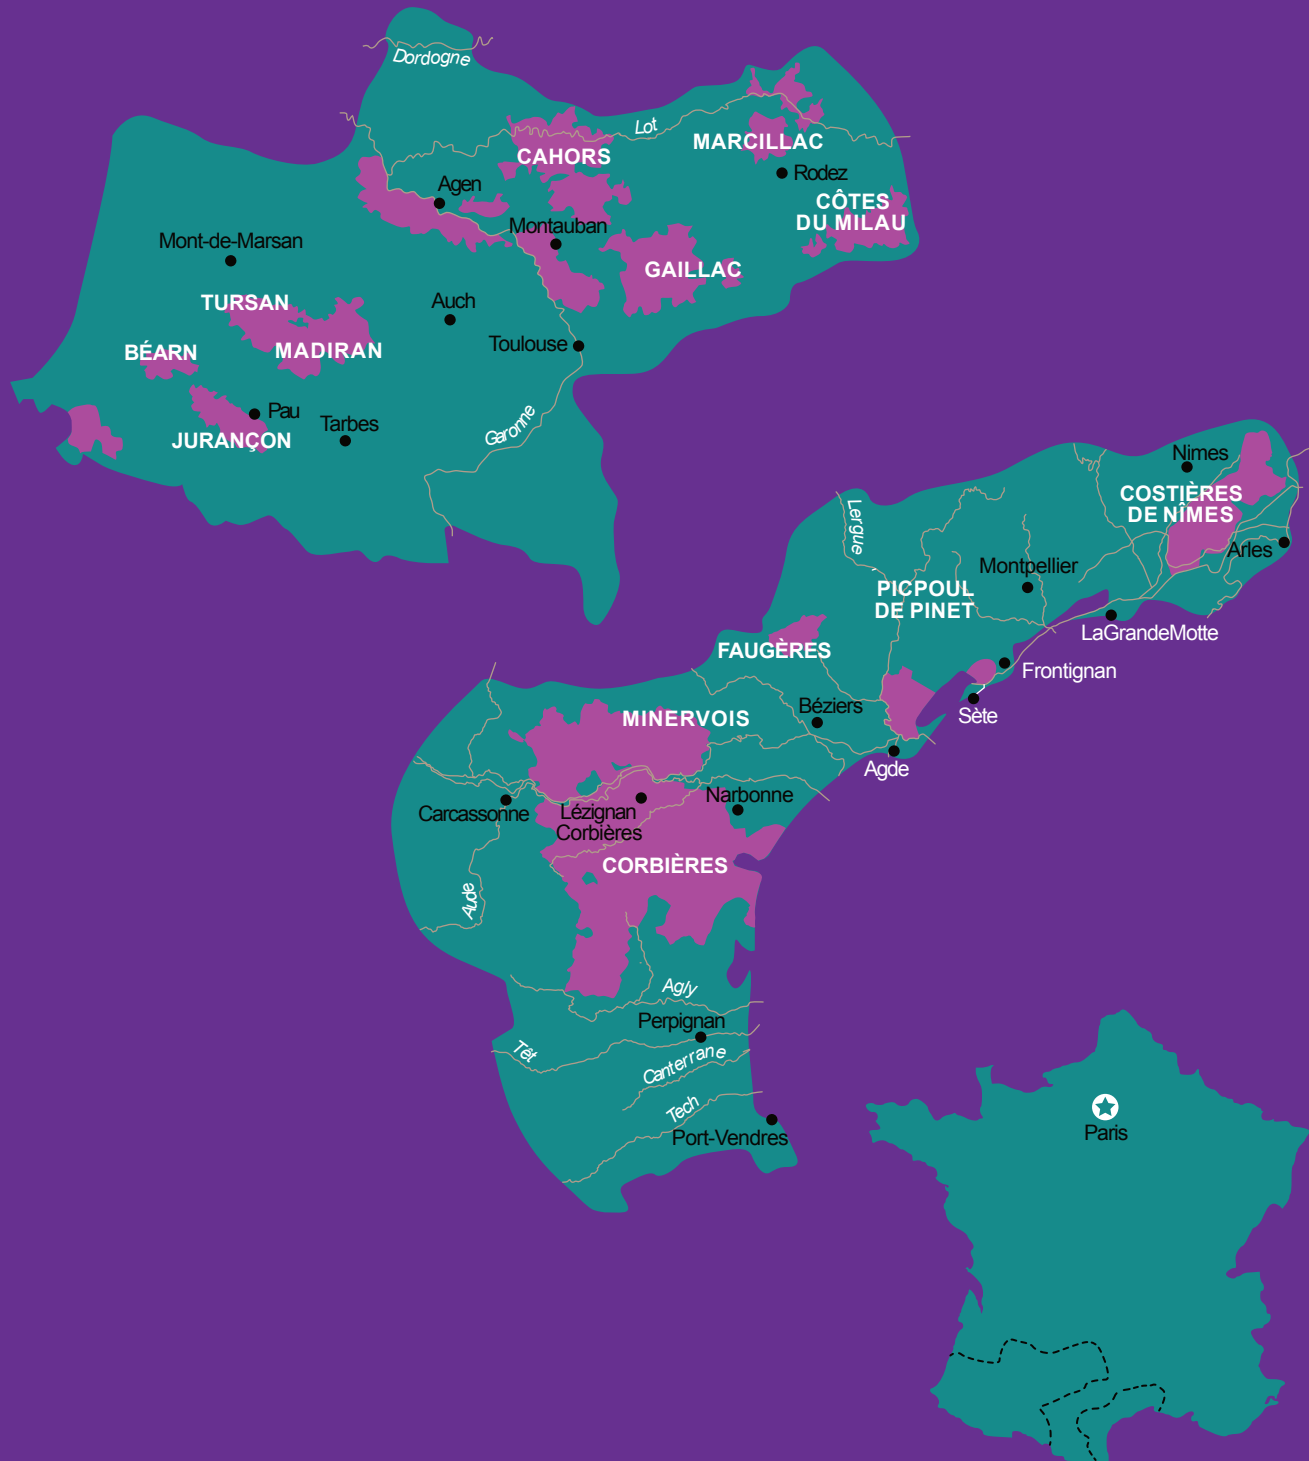 Dordogne
Lot
MARCILLAC
CAHORS
Rodez
Agen
CÔTES
DU MILAU
Montauban
Mont-de-Marsan
GAILLAC
TURSAN
Auch
Toulouse
BÉARN
MADIRAN
Pau
Tarbes
JURANÇON
Garonne
Nimes
COSTIÈRES
DE NÎMES
Lergue
Arles
Montpellier
PICPOUL
DE PINET
LaGrandeMotte
FAUGÈRES
Frontignan
MINERVOIS
Béziers
Sète
Agde
Narbonne
Carcassonne
Lézignan
Corbières
CORBIÈRES
Aude
Agly
Perpignan
Têt
Canterrane
Tech
Port-Vendres
Paris